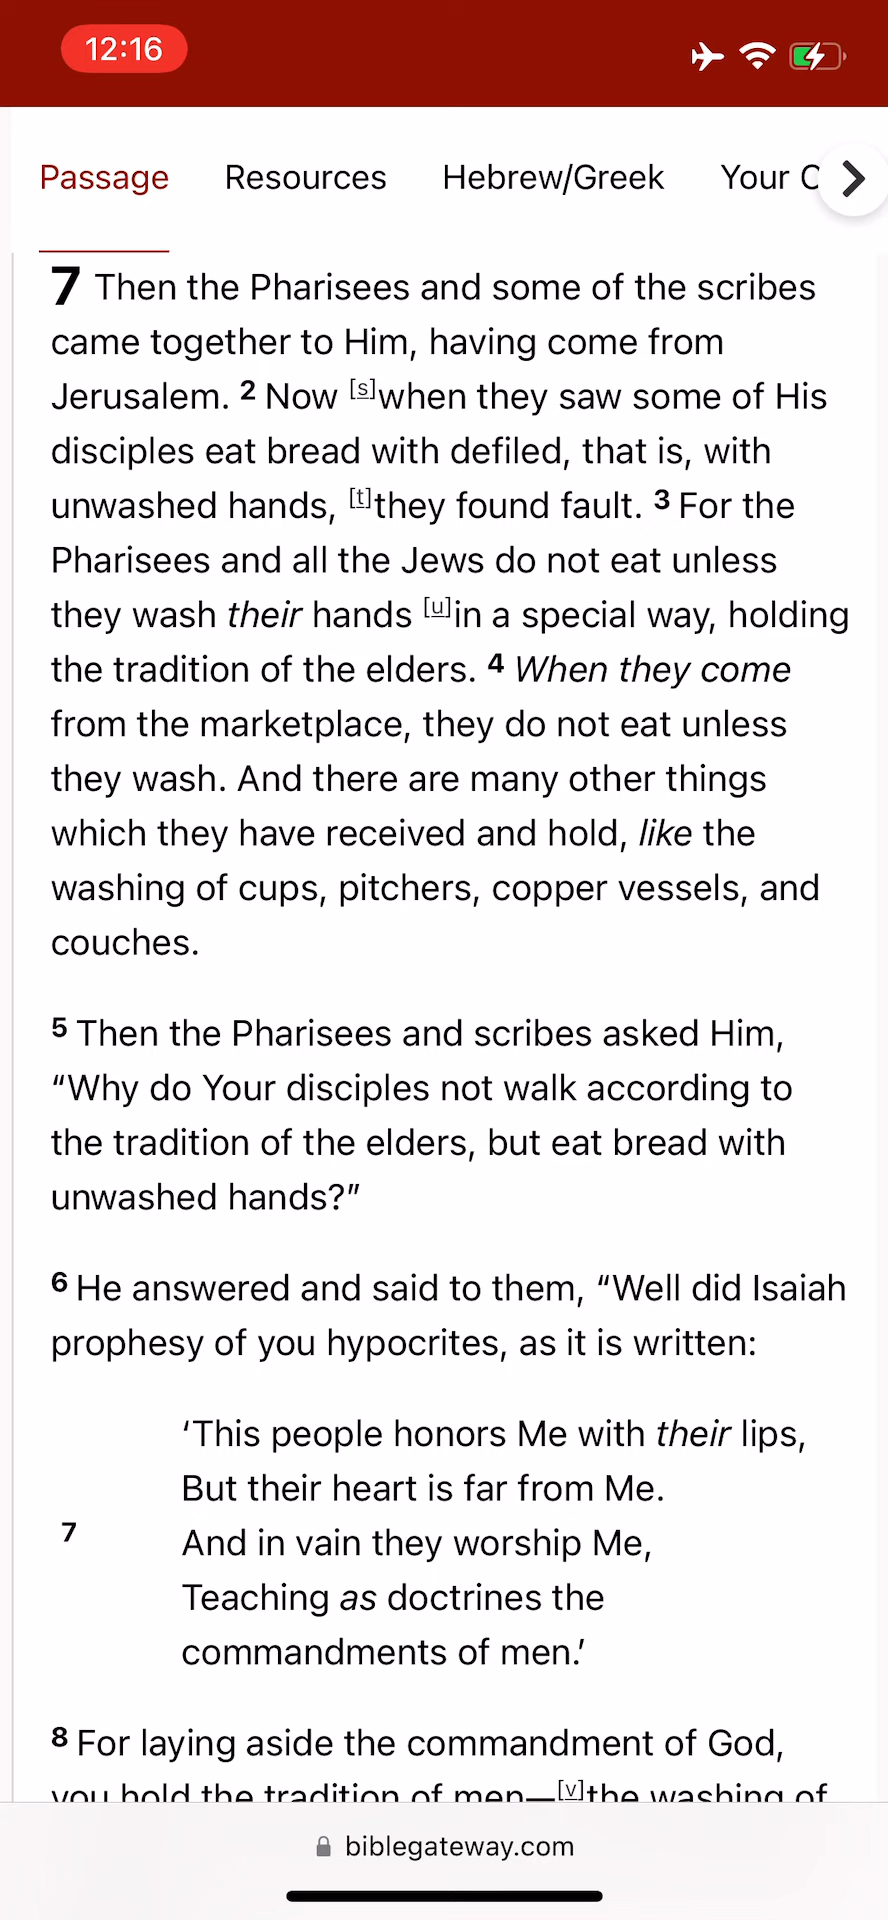 12:16
Passage Resources Hebrew/Greek Your C
7 Then the Pharisees and some of the scribes
came together to Him, having come from
Jerusalem. 2 Now [s]when they saw some of His
disciples eat bread with defiled, that is, with
unwashed hands, [t]they found fault. 3 For the
Pharisees and all the Jews do not eat unless
they wash their hands [u]in a special way, holding
the tradition of the elders. 4 When they come
from the marketplace, they do not eat unless
they wash. And there are many other things
which they have received and hold, like the
washing of cups, pitchers, copper vessels, and
couches.
5 Then the Pharisees and scribes asked Him,
“Why do Your disciples not walk according to
the tradition of the elders, but eat bread with
unwashed hands?”
6 He answered and said to them, “Well did Isaiah
prophesy of you hypocrites, as it is written:
‘This people honors Me with their lips,
But their heart is far from Me.
7 And in vain they worship Me,
Teaching as doctrines the
commandments of men.’
8 For laying aside the commandment of God,
you hold the tradition of men—[v]the washing of
biblegateway.com